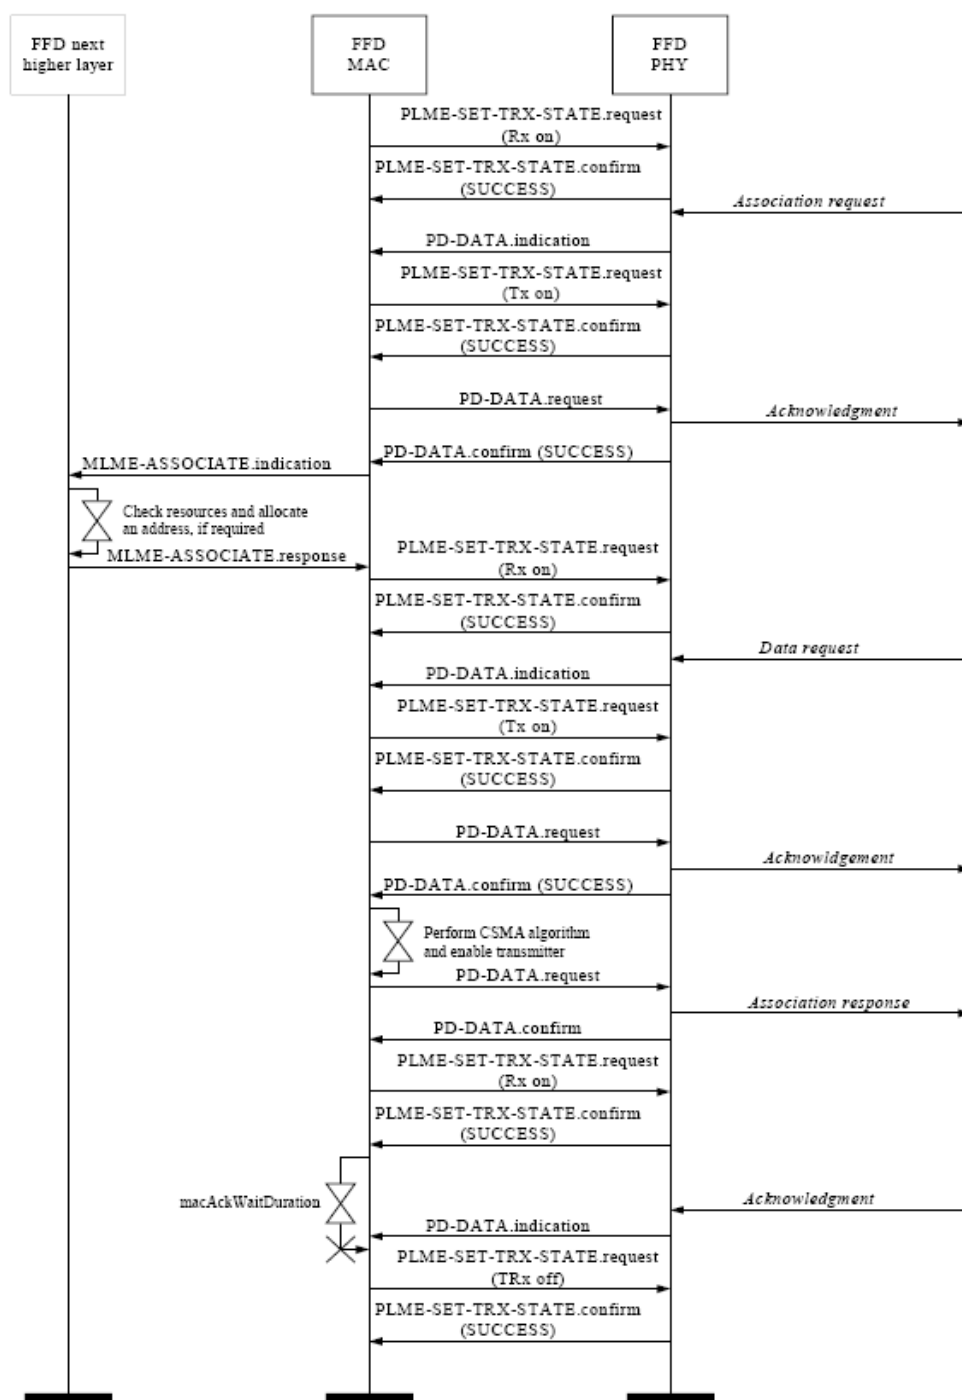 FFD next
higher layer
FFD
MAC
FFD
PHY
PLME-SET-TRX-STATE.request
(Rx on)
PLME-SET-TRX-STATE.confirm
(SUCCESS)
Association request
PD-DATA.indication
PLME-SET-TRX-STATE.request
(Tx on)
PLME-SET-TRX-STATE.confirm
(SUCCESS)
PD-DATA.request
Acknowledgment
PD-DATA.confirm (SUCCESS)
MLME-ASSOCIATE.indication
Check resources and allocate
an address, if required
MLME-ASSOCIATE.response
PLME-SET-TRX-STATE.request
(Rx on)
PLME-SET-TRX-STATE.confirm
(SUCCESS)
Data request
PD-DATA.indication
PLME-SET-TRX-STATE.request
(Tx on)
PLME-SET-TRX-STATE.confirm
(SUCCESS)
PD-DATA.request
Acknowldgement
PD-DATA.confirm (SUCCESS)
Perform CSMA algorithm
and enable transmitter
PD-DATA.request
Association response
PD-DATA.confirm
PLME-SET-TRX-STATE.request
(Rx on)
PLME-SET-TRX-STATE.confirm
(SUCCESS)
macAckWaitDuration
Acknowledgment
PD-DATA.indication
PLME-SET-TRX-STATE.request
(TRx off)
PLME-SET-TRX-STATE.confirm
(SUCCESS)